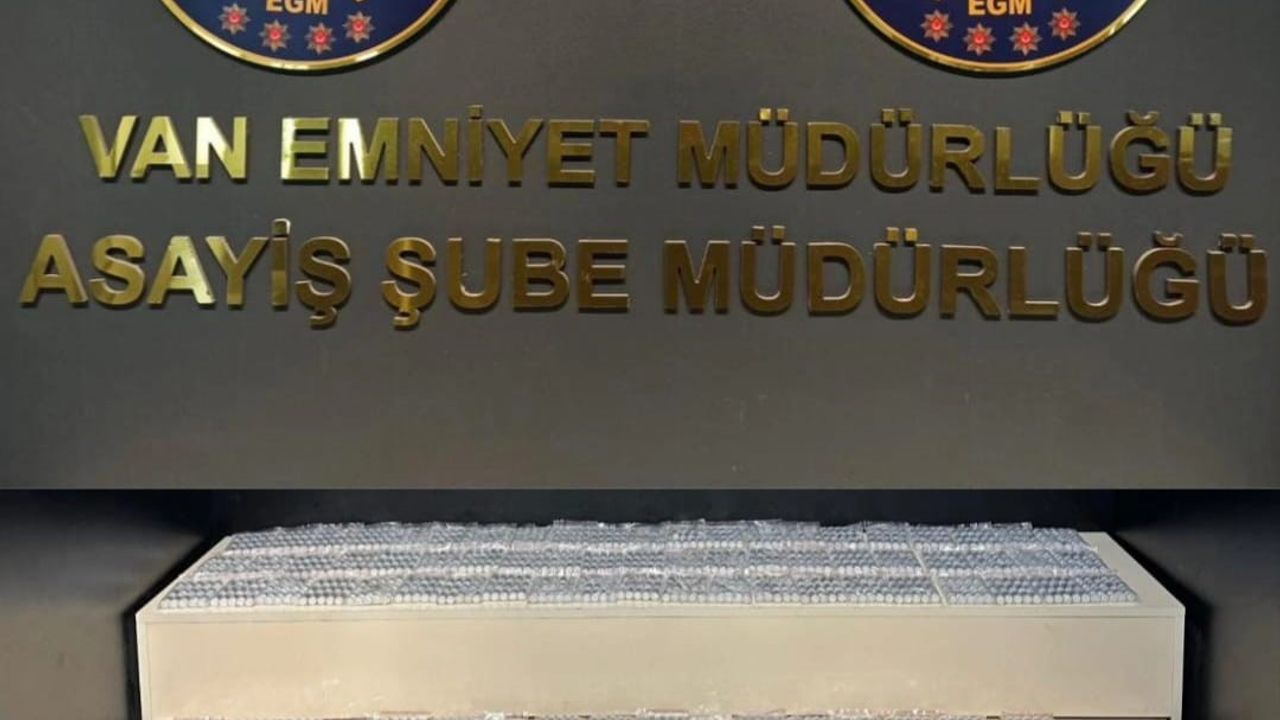 EGM EGM
VAN EMNİYET MÜDÜRLÜĞÜ
ASAYİŞ ŞUBE MÜDÜRLÜĞÜ